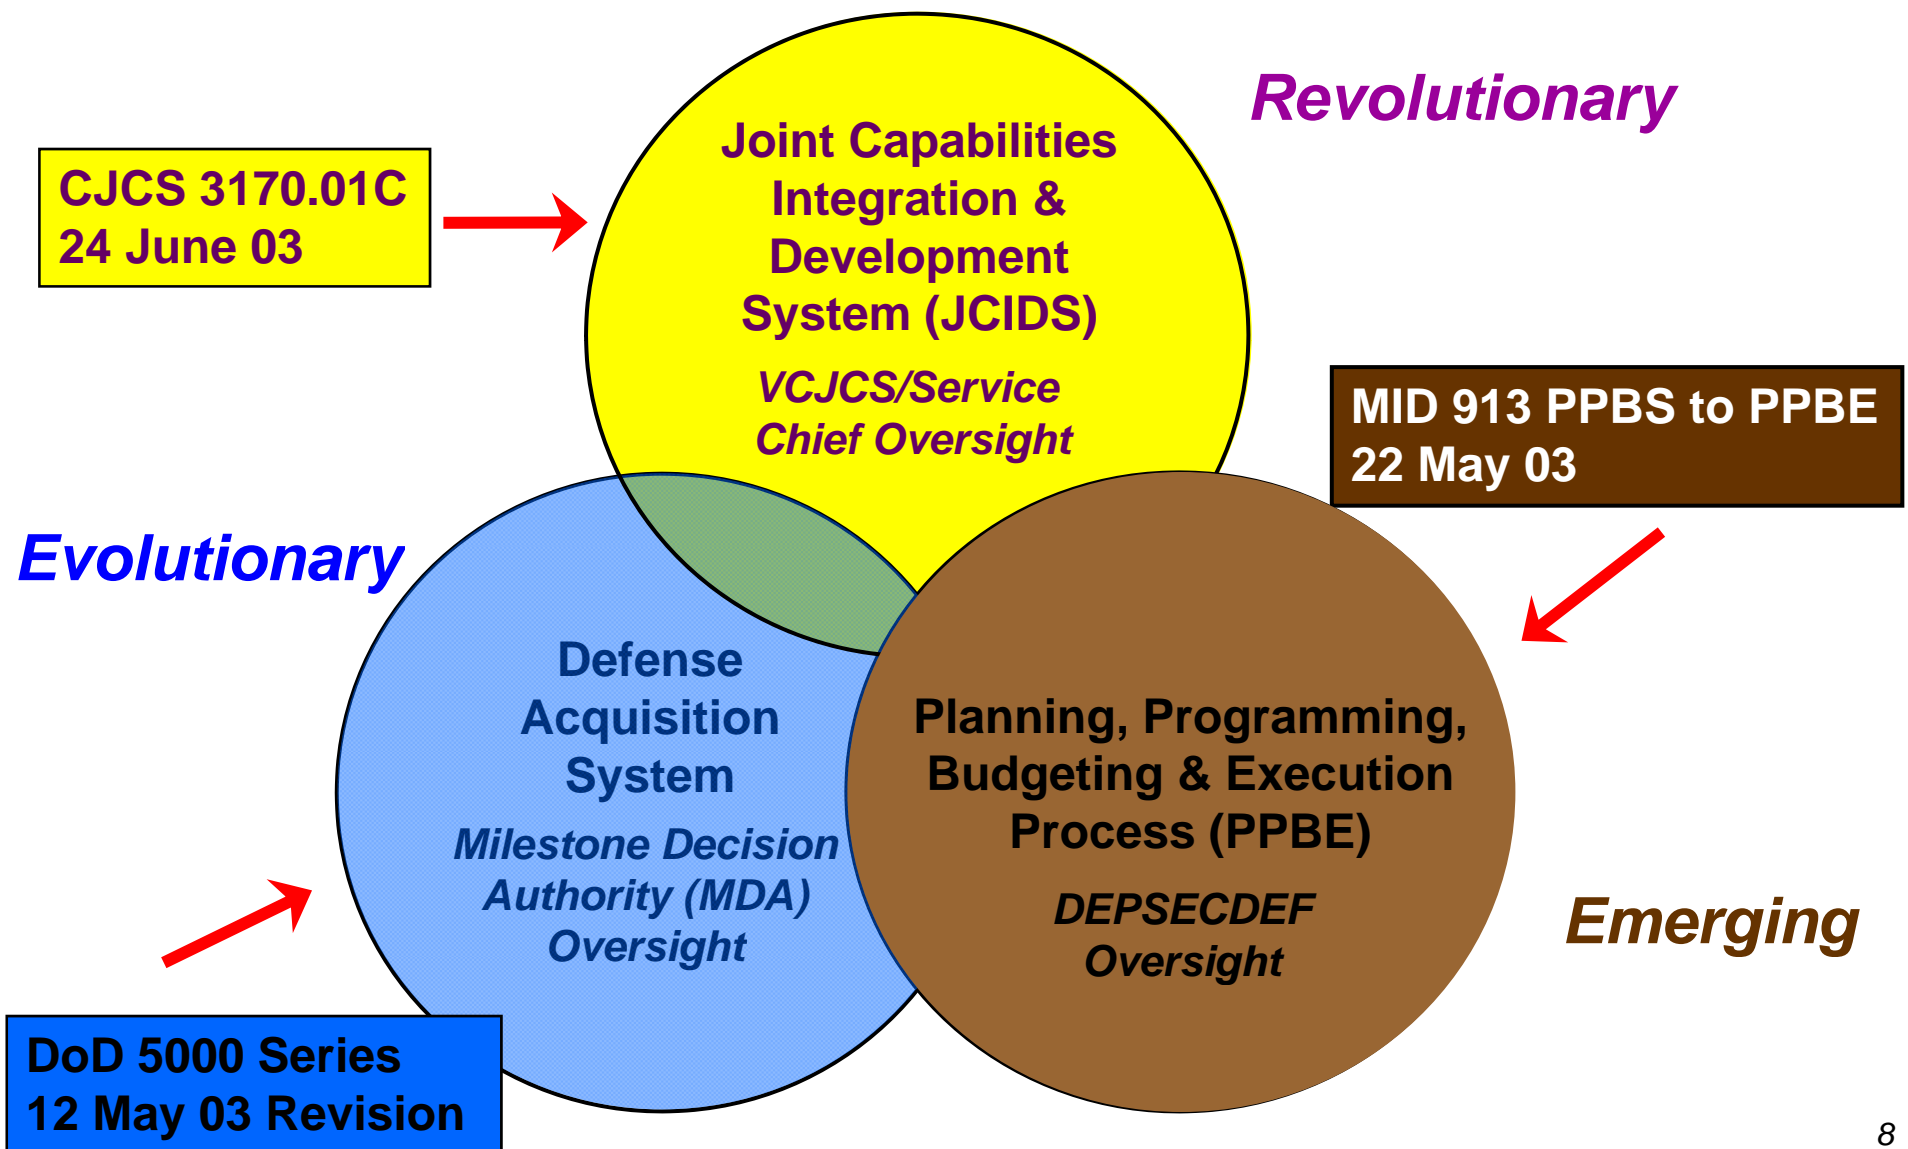 Revolutionary
Joint Capabilities
Integration &
Development
System (JCIDS)
VCJCS/Service
Chief Oversight
CJCS 3170.01C
24 June 03
MID 913 PPBS to PPBE
22 May 03
Evolutionary
Defense
Acquisition
System
Milestone Decision
Authority (MDA)
Oversight
Planning, Programming,
Budgeting & Execution
Process (PPBE)
DEPSECDEF
Oversight
Emerging
DoD 5000 Series
12 May 03 Revision
8